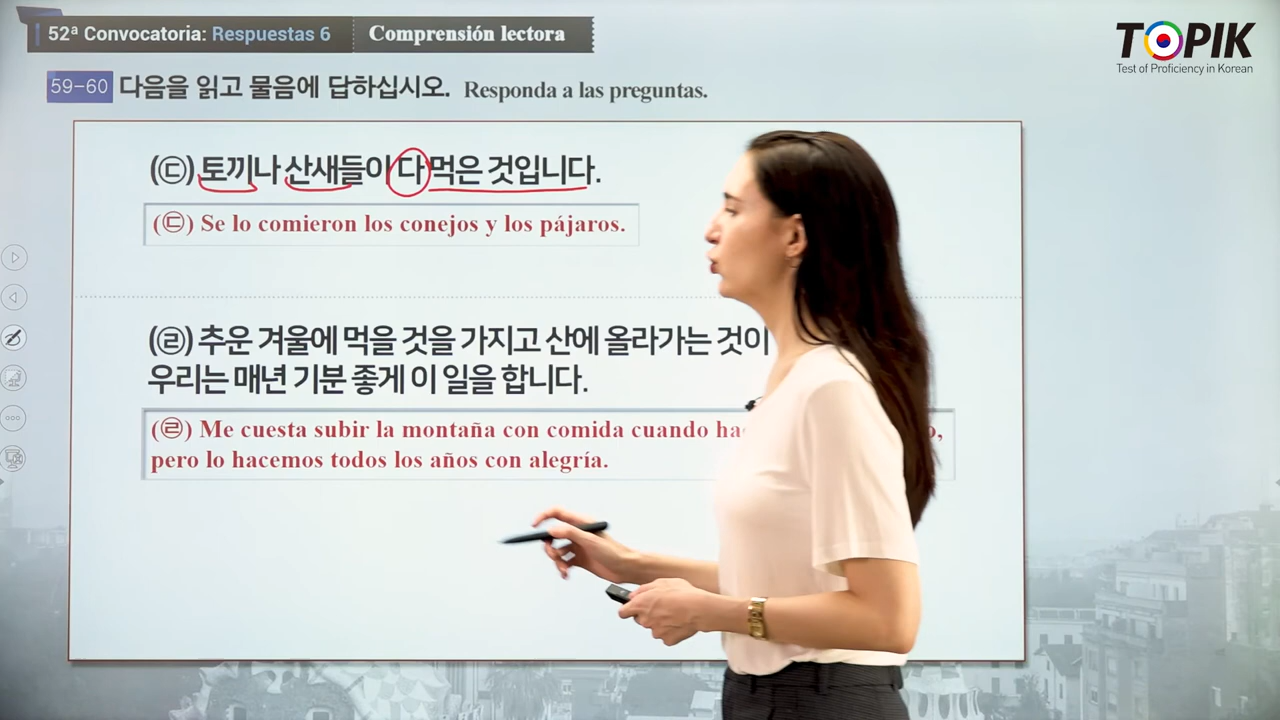 52ª Convocatoria: Respuestas 6 Comprensión lectora
TOPIK
Test of Proficiency in Korean
59-60 다음을 읽고 물음에 답하십시오. Responda a las preguntas.
(㉢) 토끼나 산새들이 다 먹은 것입니다.
(㉢) Se lo comieron los conejos y los pájaros.
(㉣) 추운 겨울에 먹을 것을 가지고 산에 올라가는 것이
우리는 매년 기분 좋게 이 일을 합니다.
(㉣) Me cuesta subir la montaña con comida cuando
pero lo hacemos todos los años con alegría.